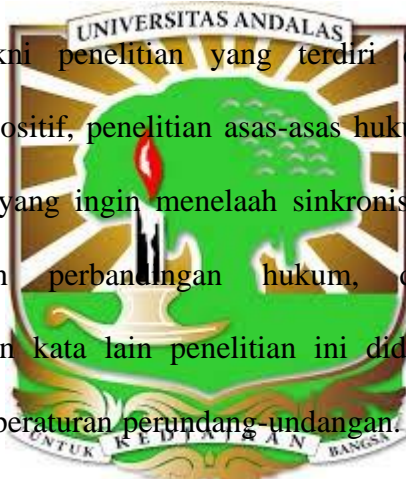 UNIVERSITAS ANDALAS
kni penelitian yang terdiri
ositif, penelitian asas-asas huku
yang ingin menelaah sinkronis
perbandingan hukum,
n kata lain penelitian ini did
peraturan perundang-undangan.
UNTUK KEDJAJAAN BANGSA